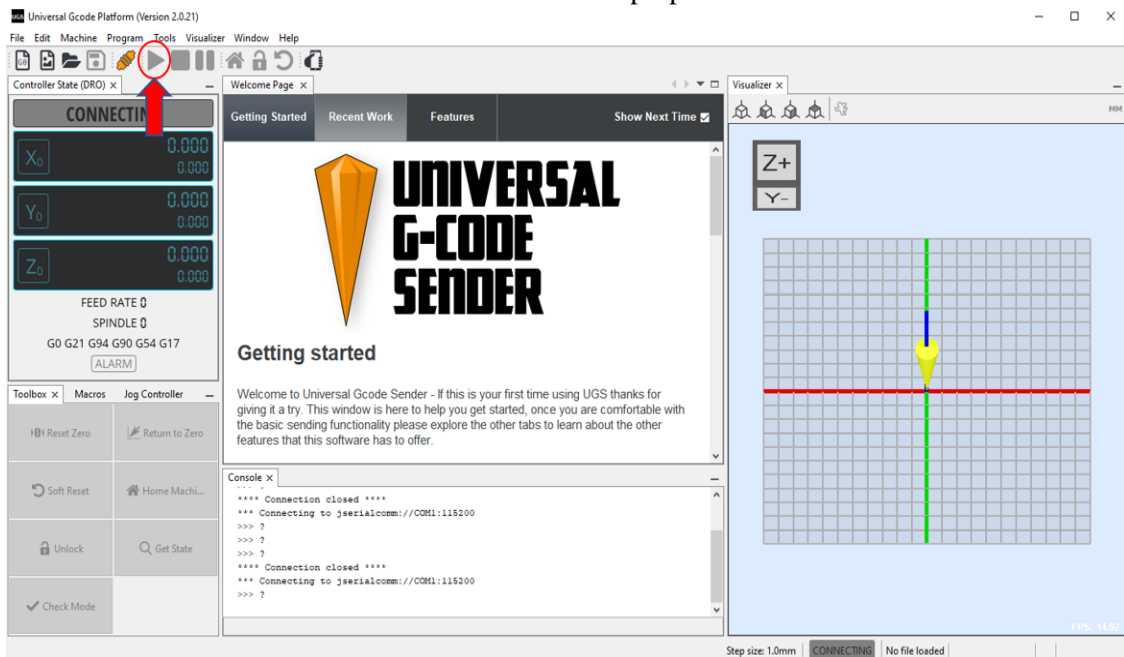 UGS Universal Gcode Platform (Version 2.0.21)
File Edit Machine Program Tools Visualizer Window Help
Controller State (DRO) ×
CONNECTIN
X0 0.000
0.000
Y0 0.000
0.000
Z0 0.000
0.000
FEED RATE 0
SPINDLE 0
G0 G21 G94 G90 G54 G17
ALARM
Toolbox × Macros Jog Controller
Reset Zero Return to Zero
Soft Reset Home Machi...
Unlock Get State
Check Mode
Welcome Page ×
Getting Started Recent Work Features Show Next Time
UNIVERSAL
G-CODE
SENDER
Getting started
Welcome to Universal Gcode Sender - If this is your first time using UGS thanks for
giving it a try. This window is here to help you get started, once you are comfortable with
the basic sending functionality please explore the other tabs to learn about the other
features that this software has to offer.
Console ×
**** Connection closed ****
*** Connecting to jserialcomm://COM1:115200
>>> ?
>>> ?
>>> ?
**** Connection closed ****
*** Connecting to jserialcomm://COM1:115200
>>> ?
Visualizer ×
MM
Z+
Y-
FPS: 14.92
Step size: 1.0mm CONNECTING No file loaded